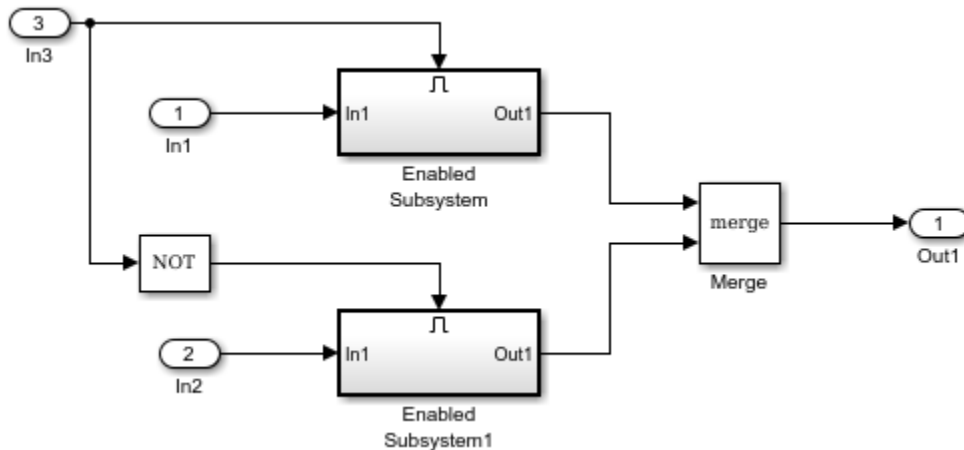 3
In3
1
In1
In1
Out1
Enabled
Subsystem
merge
Merge
1
Out1
NOT
2
In2
In1
Out1
Enabled
Subsystem1